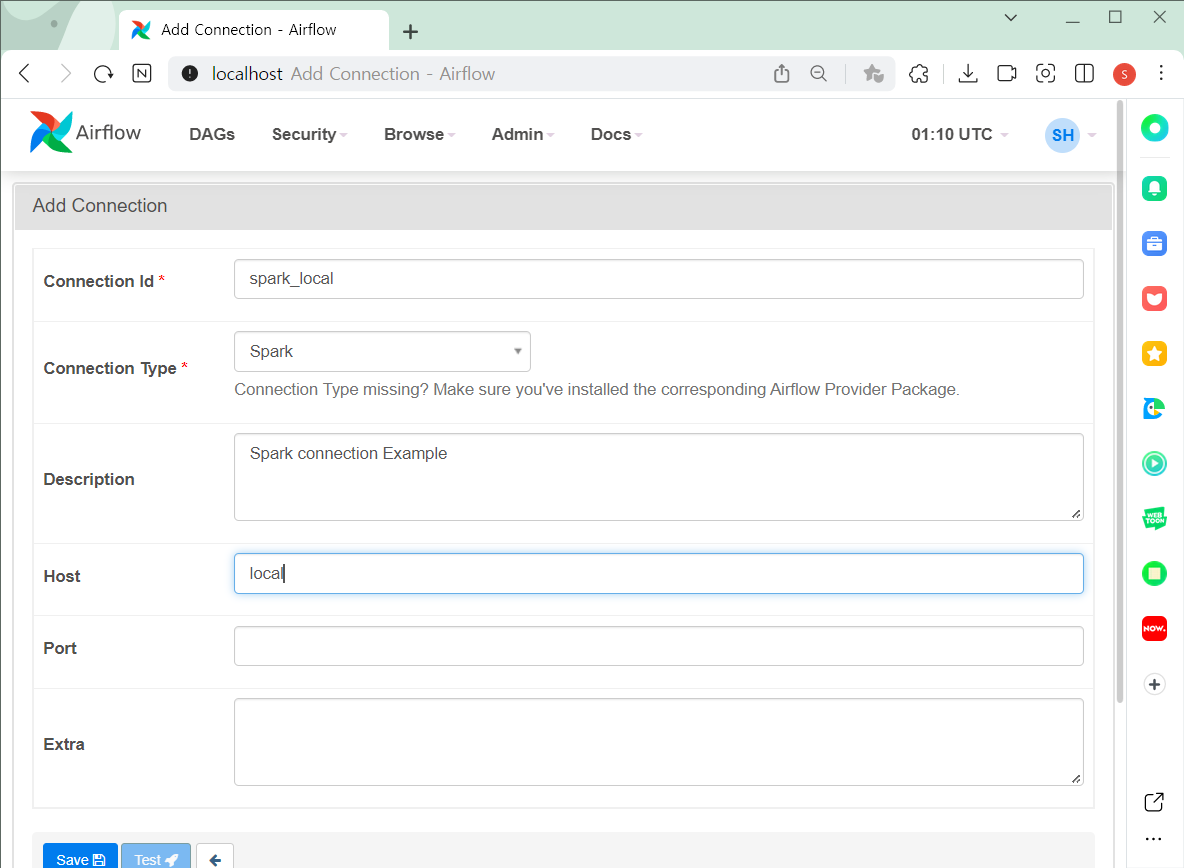 Add Connection - Airflow
N
localhost Add Connection - Airflow
S
Airflow DAGs Security Browse Admin Docs 01:10 UTC SH
Add Connection
Connection Id *
spark_local
Connection Type *
Spark
Connection Type missing? Make sure you've installed the corresponding Airflow Provider Package.
Description
Spark connection Example
Host
local
Port
Extra
Save
Test
WEB
TOON
NOW.